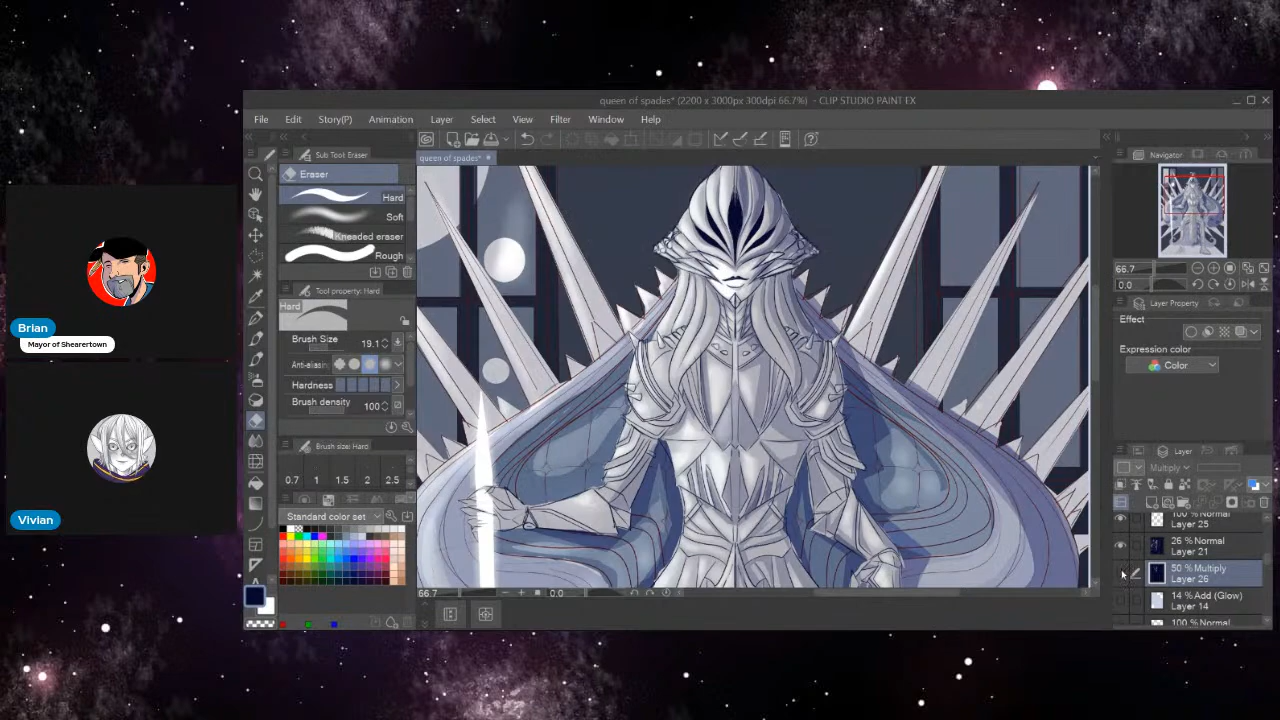 queen of spades* (2200 x 3000px 300dpi 66.7%) - CLIP STUDIO PAINT EX
File Edit Story(P) Animation Layer Select View Filter Window Help
Sub Tool: Eraser
queen of spades*
Navigator
Eraser
Hard
Soft
Kneaded eraser
Rough
Tool property: Hard
Hard
Brush Size 19.1
Anti-aliasin
Hardness
Brush density 100
Brush size: Hard
0.7 1 1.5 2 2.5
Standard color set
66.7
0.0
66.7
0.0
Layer Property
Effect
Expression color
Color
Layer
Multiply
100 % Normal
Layer 25
26 % Normal
Layer 21
50 % Multiply
Layer 26
14 % Add (Glow)
Layer 14
100 % Normal
Brian
Mayor of Shearertown
Vivian